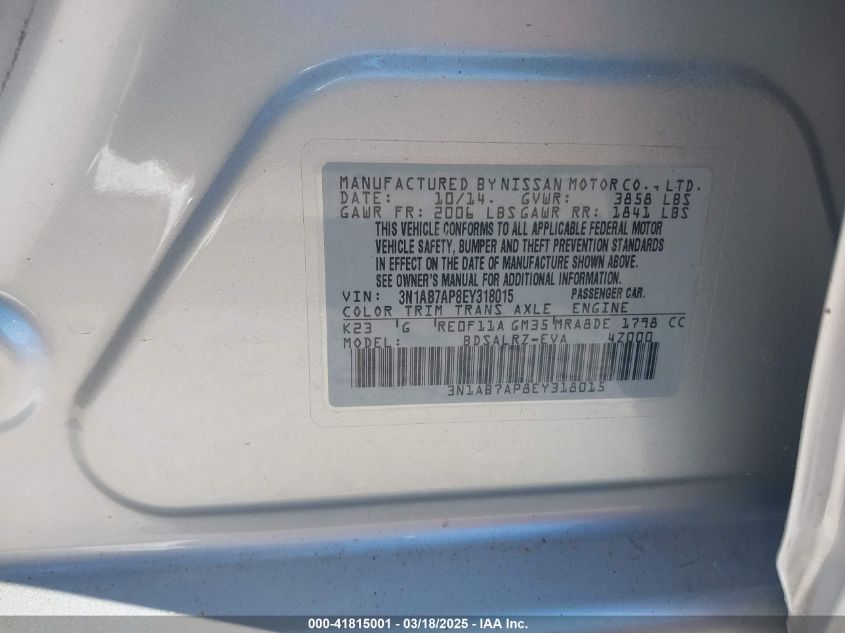 MANUFACTURED BY NISSAN MOTOR CO., LTD.
DATE: 10/14. GVWR: 3858 LBS
GAWR FR: 2006 LBS GAWR RR: 1841 LBS
THIS VEHICLE CONFORMS TO ALL APPLICABLE FEDERAL MOTOR
VEHICLE SAFETY, BUMPER AND THEFT PREVENTION STANDARDS
IN EFFECT ON THE DATE OF MANUFACTURE SHOWN ABOVE.
SEE OWNER'S MANUAL FOR ADDITIONAL INFORMATION.
VIN: 3N1AB7AP8EY318015 PASSENGER CAR.
COLOR TRIM TRANS AXLE ENGINE
K23 G RE0F11A GM35 MRA8DE 1798 CC
MODEL: BDSALRZ-EVA 4Z000
3N1AB7AP8EY318015
000-41815001 - 03/18/2025 - IAA Inc.